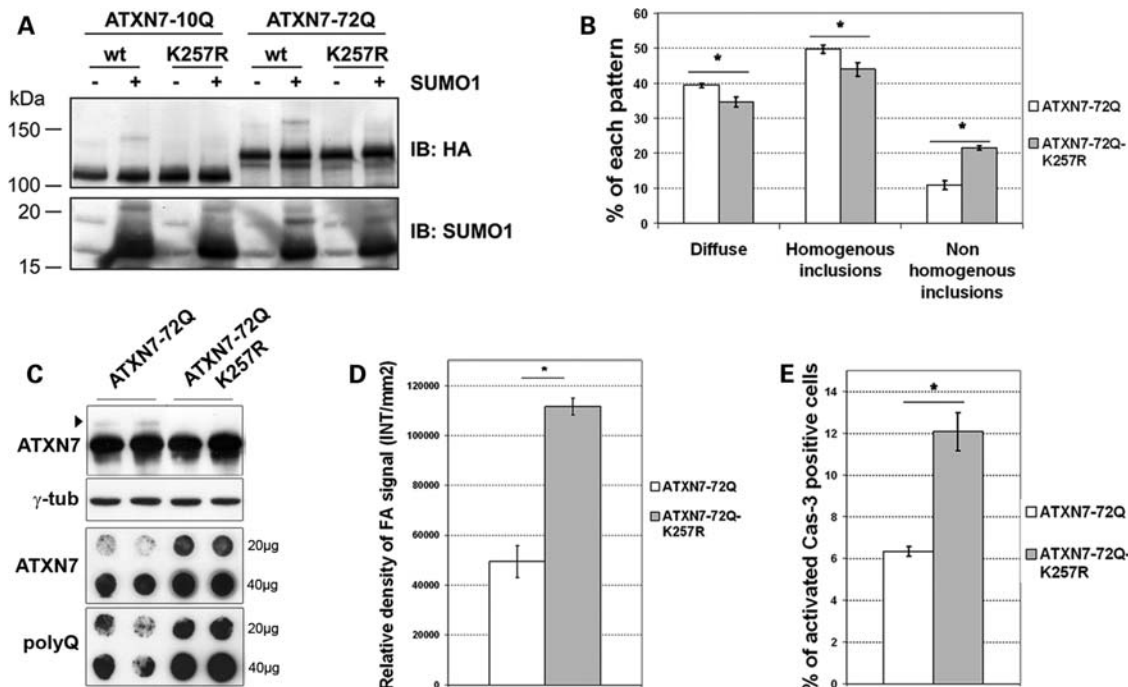 A
ATXN7-10Q ATXN7-72Q
wt K257R wt K257R
- + - + - + - + SUMO1
kDa
150
100
IB: HA
20
15
IB: SUMO1
B
% of each pattern
60
50
40
30
20
10
0
*
*
*
Diffuse
Homogenous
inclusions
Non
homogenous
inclusions
ATXN7-72Q
ATXN7-72Q-
K257R
C
ATXN7-72Q
ATXN7-72Q
K257R
ATXN7
γ-tub
ATXN7
20µg
40µg
polyQ
20µg
40µg
D
Relative density of FA signal (INT/mm2)
120000
100000
80000
60000
40000
20000
0
*
ATXN7-72Q
ATXN7-72Q-
K257R
E
% of activated Cas-3 positive cells
14
12
10
8
6
4
2
0
*
ATXN7-72Q
ATXN7-72Q-
K257R